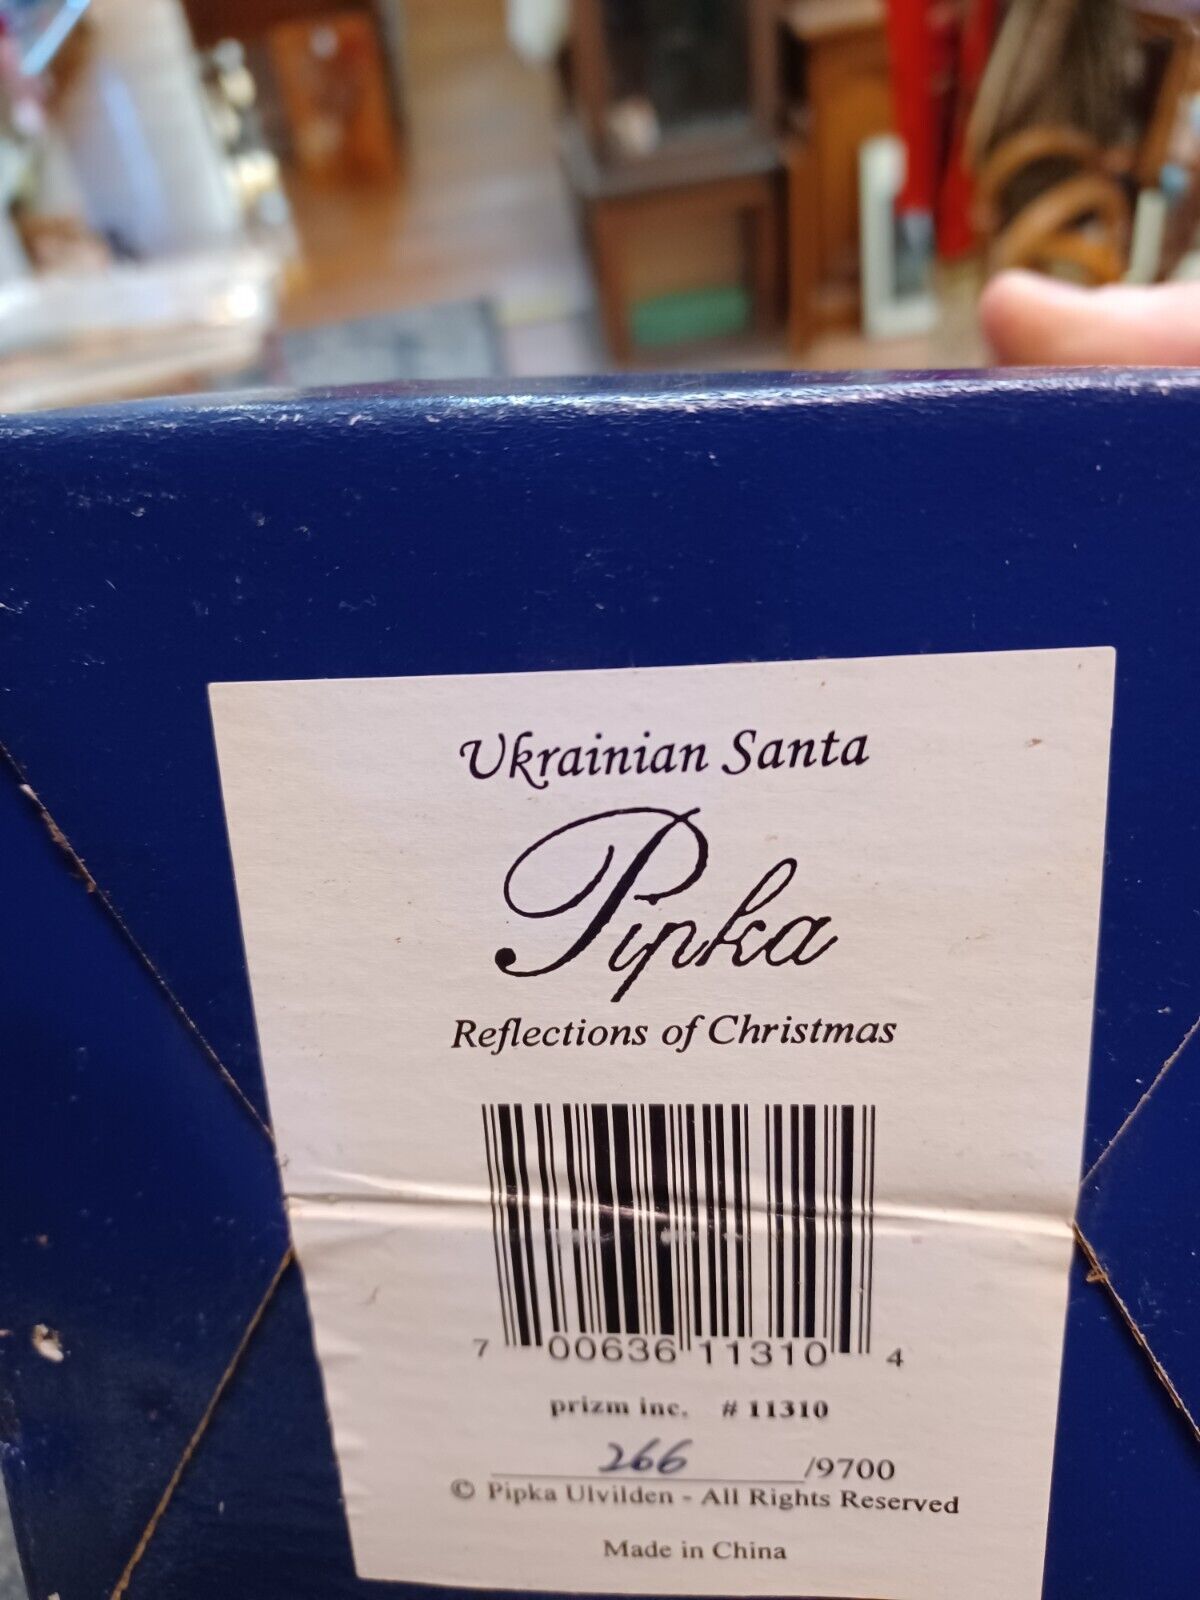 Ukrainian Santa
Pipka
Reflections of Christmas
7 00636 11310 4
prizm inc. # 11310
266 /9700
© Pipka Ulvilden - All Rights Reserved
Made in China